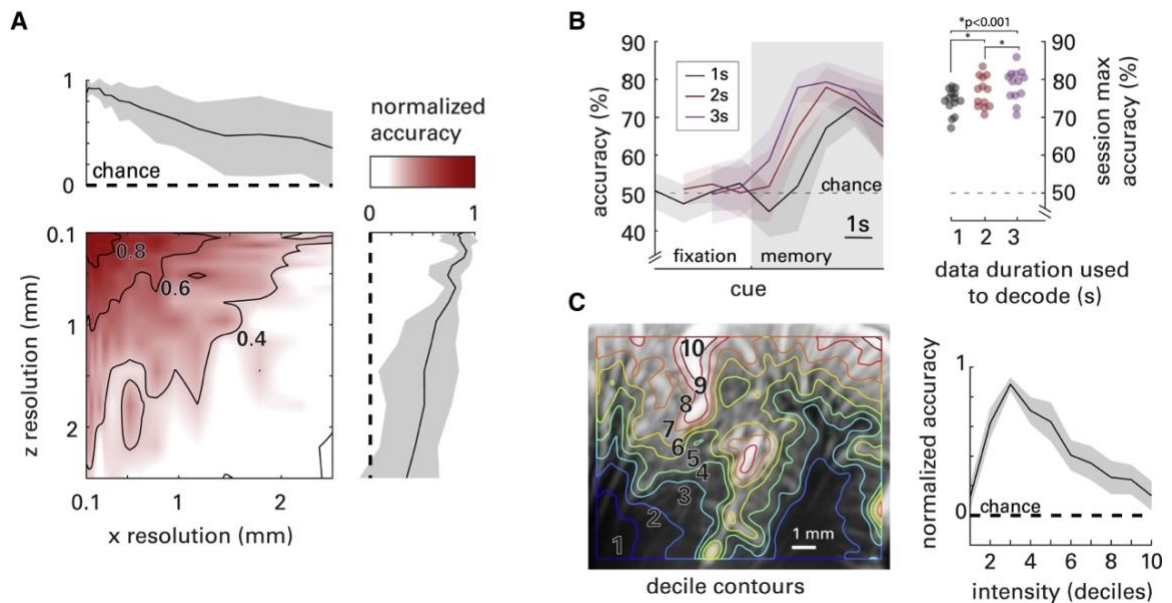 A
1
0
chance
normalized
accuracy
0
1
0.1
1
2
z resolution (mm)
0.8
0.6
0.4
0.1
1
2
x resolution (mm)
B
90
80
70
60
50
40
accuracy (%)
1s
2s
3s
chance
1s
fixation
memory
cue
*p<0.001
*
*
90
80
70
50
session max
accuracy (%)
1
2
3
data duration used
to decode (s)
C
10
9
8
7
6
5
4
3
2
1
1 mm
decile contours
normalized accuracy
1
0
chance
2
4
6
8
10
intensity (deciles)